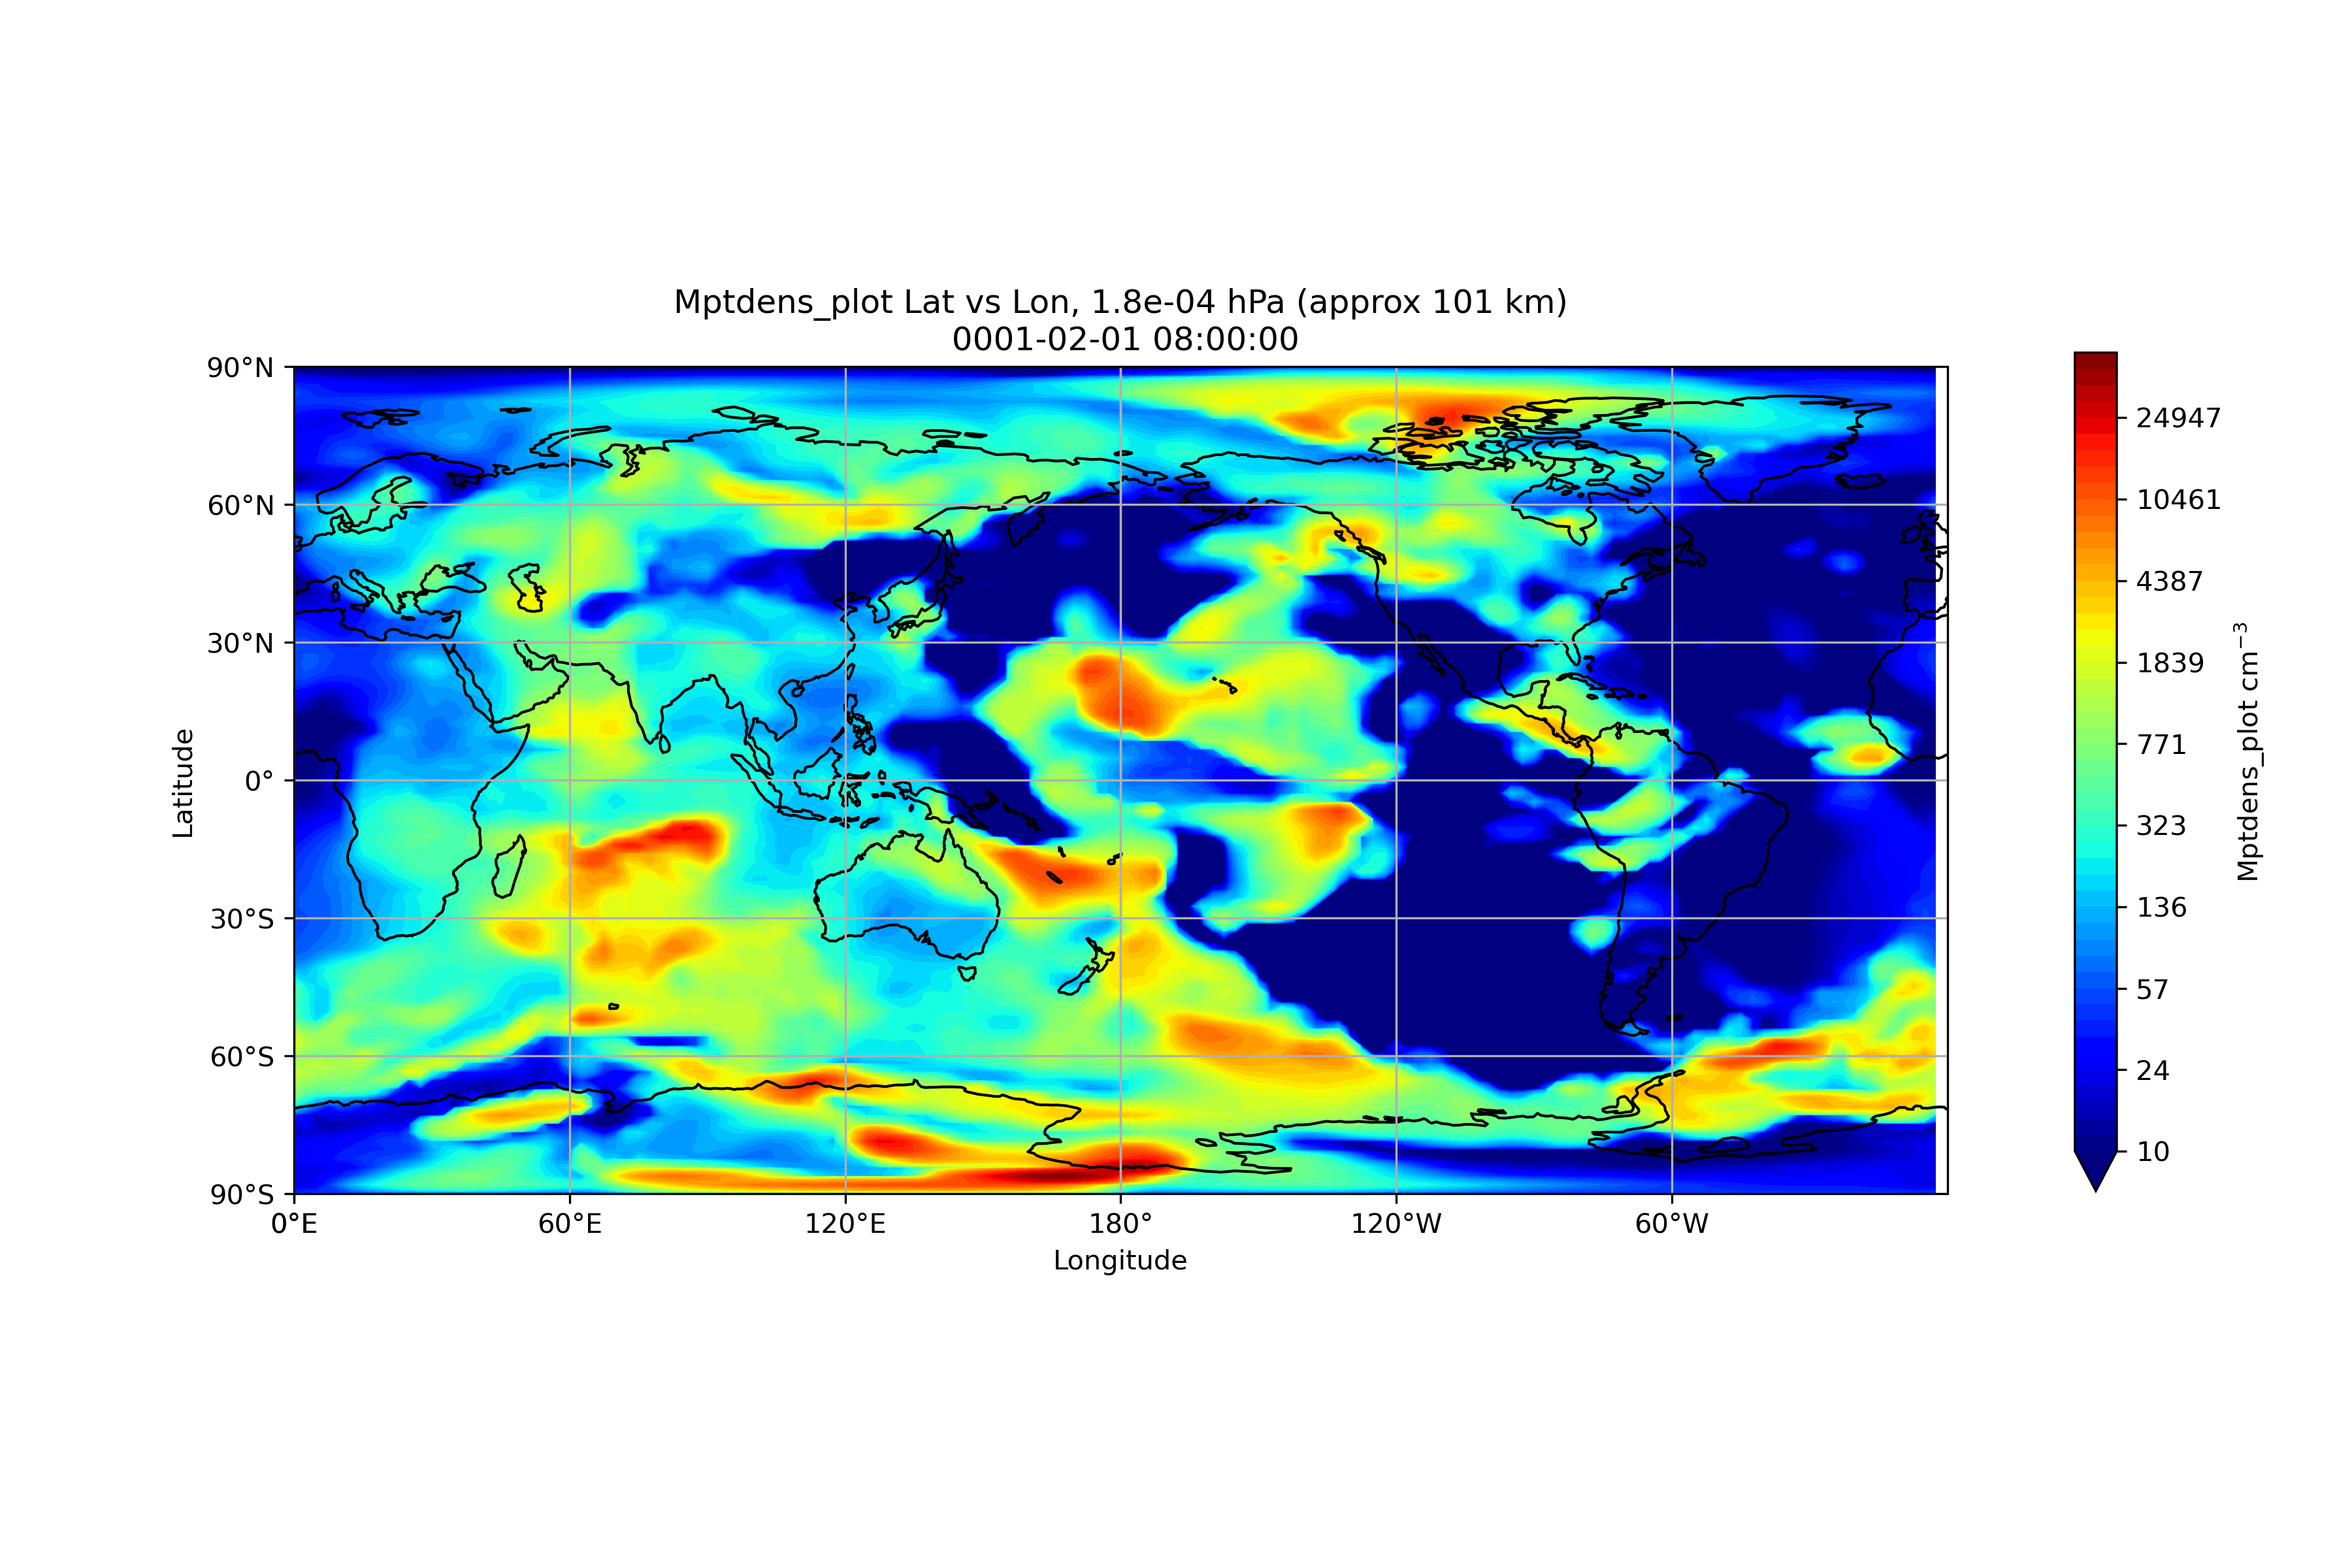 Mptdens_plot Lat vs Lon, 1.8e-04 hPa (approx 101 km)
0001-02-01 08:00:00
90°N
60°N
30°N
0°
30°S
60°S
90°S
Latitude
0°E
60°E
120°E
180°
120°W
60°W
Longitude
24947
10461
4387
1839
771
323
136
57
24
10
Mptdens_plot cm⁻³